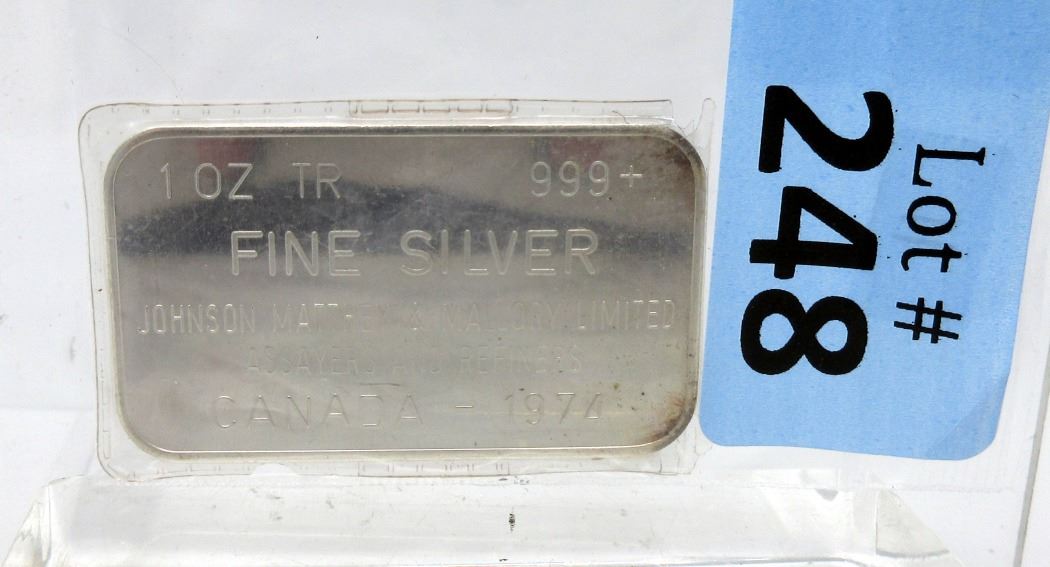 1 OZ TR 999+
FINE SILVER
JOHNSON MATTHEY & MALLORY LIMITED
ASSAYERS AND REFINERS
CANADA - 1974
Lot #
248